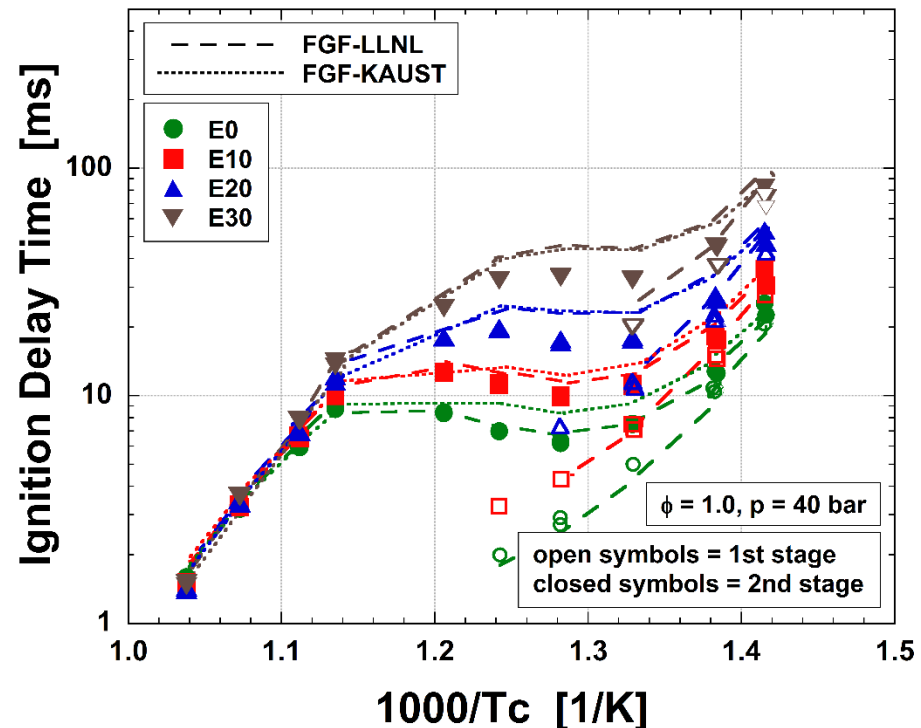 Ignition Delay Time [ms]
FGF-LLNL
FGF-KAUST
E0
E10
E20
E30
100
10
1
ϕ = 1.0, p = 40 bar
open symbols = 1st stage
closed symbols = 2nd stage
1.0 1.1 1.2 1.3 1.4 1.5
1000/Tc [1/K]